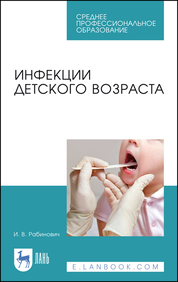 СРЕДНЕЕ
ПРОФЕССИОНАЛЬНОЕ
ОБРАЗОВАНИЕ
ИНФЕКЦИИ
ДЕТСКОГО ВОЗРАСТА
И. В. Рабинович
ЛАНЬ
E.LANBOOK.COM